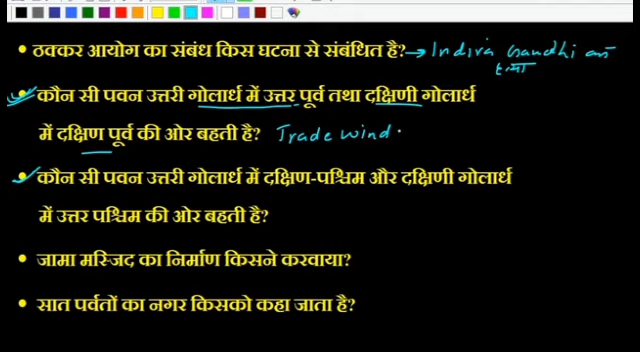 • ठक्कर आयोग का संबंध किस घटना से संबंधित है? → Indira Gandhi की हत्या
• कौन सी पवन उत्तरी गोलार्ध में उत्तर पूर्व तथा दक्षिणी गोलार्ध
में दक्षिण पूर्व की ओर बहती है? Trade wind
• कौन सी पवन उत्तरी गोलार्ध में दक्षिण-पश्चिम और दक्षिणी गोलार्ध
में उत्तर पश्चिम की ओर बहती है?
• जामा मस्जिद का निर्माण किसने करवाया?
• सात पर्वतों का नगर किसको कहा जाता है?